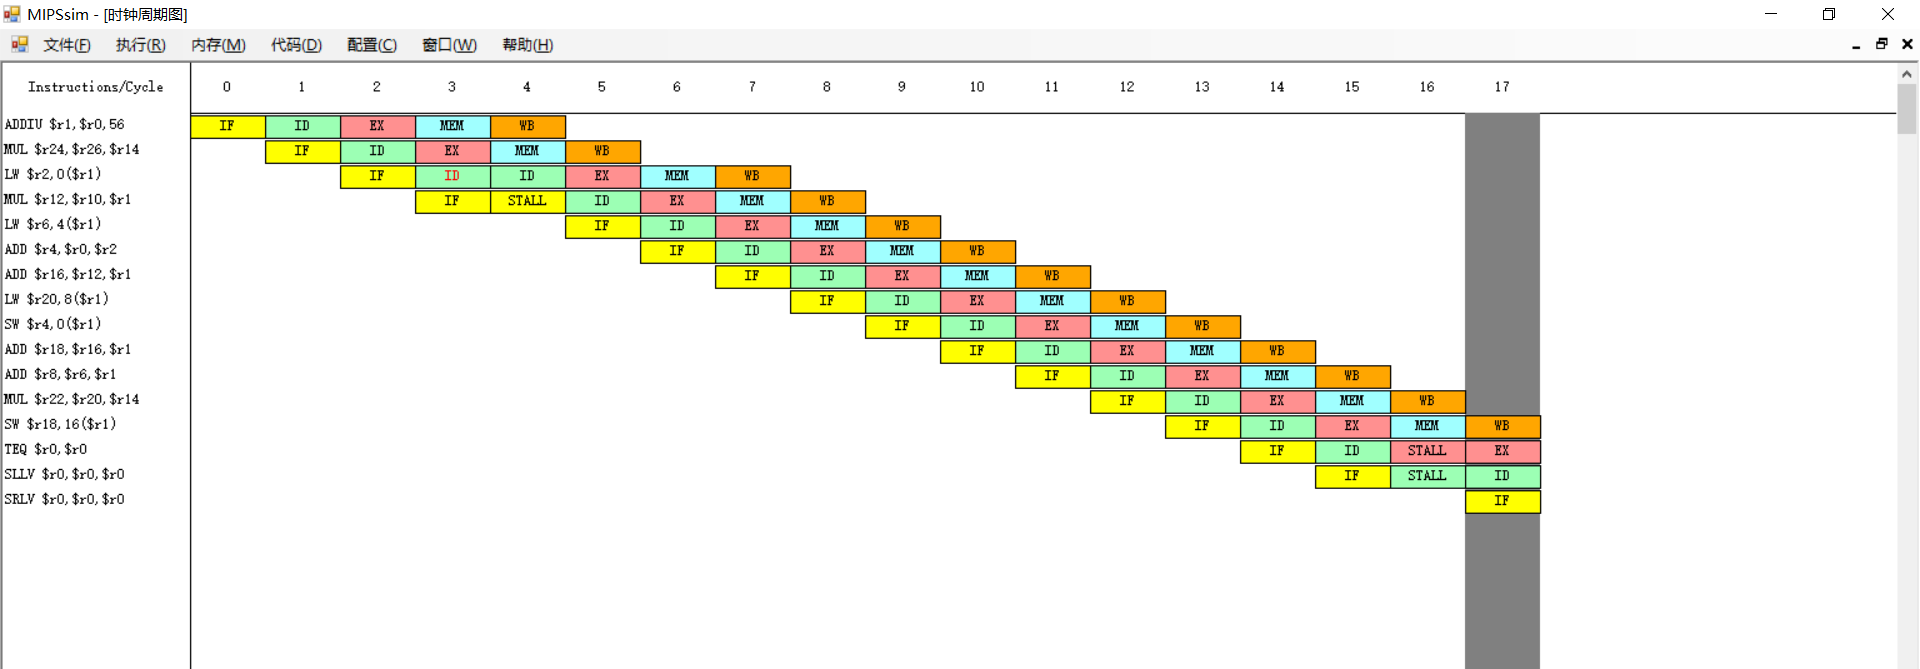 MIPSsim - [时钟周期图]
文件(F) 执行(R) 内存(M) 代码(D) 配置(C) 窗口(W) 帮助(H)
Instructions/Cycle 0 1 2 3 4 5 6 7 8 9 10 11 12 13 14 15 16 17
ADDIU $r1,$r0,56 IF ID EX MEM WB
MUL $r24,$r26,$r14 IF ID EX MEM WB
LW $r2,0($r1) IF ID ID EX MEM WB
MUL $r12,$r10,$r1 IF STALL ID EX MEM WB
LW $r6,4($r1) IF ID EX MEM WB
ADD $r4,$r0,$r2 IF ID EX MEM WB
ADD $r16,$r12,$r1 IF ID EX MEM WB
LW $r20,8($r1) IF ID EX MEM WB
SW $r4,0($r1) IF ID EX MEM WB
ADD $r18,$r16,$r1 IF ID EX MEM WB
ADD $r8,$r6,$r1 IF ID EX MEM WB
MUL $r22,$r20,$r14 IF ID EX MEM WB
SW $r18,16($r1) IF ID EX MEM WB
TEQ $r0,$r0 IF ID STALL EX
SLLV $r0,$r0,$r0 IF STALL ID
SRLV $r0,$r0,$r0 IF